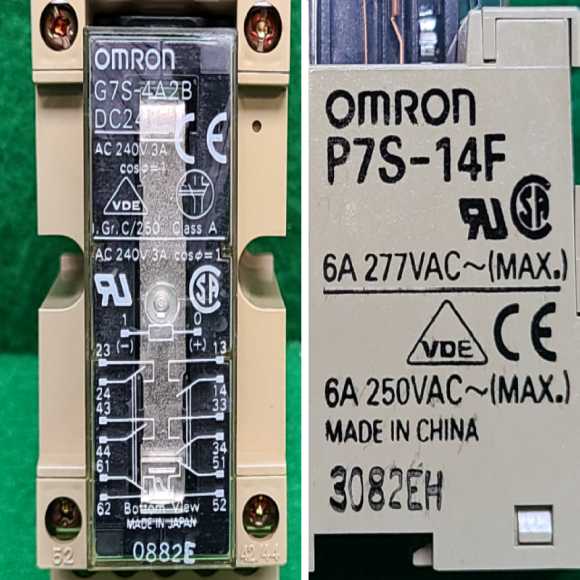 OMRON
G7S-4A2B
DC24
AC 240V 3A
cosφ=1
VDE
Gr.C/250 Class A
AC 240V 3A cosφ=1
1 0
(-) (+)
23 13
24 14
43 33
44 34
61 51
62 52
Bottom View
MADE IN JAPAN
0882E
52 42/44
OMRON
P7S-14F
6A 277VAC~(MAX.)
VDE CE
6A 250VAC~(MAX.)
MADE IN CHINA
3082EH